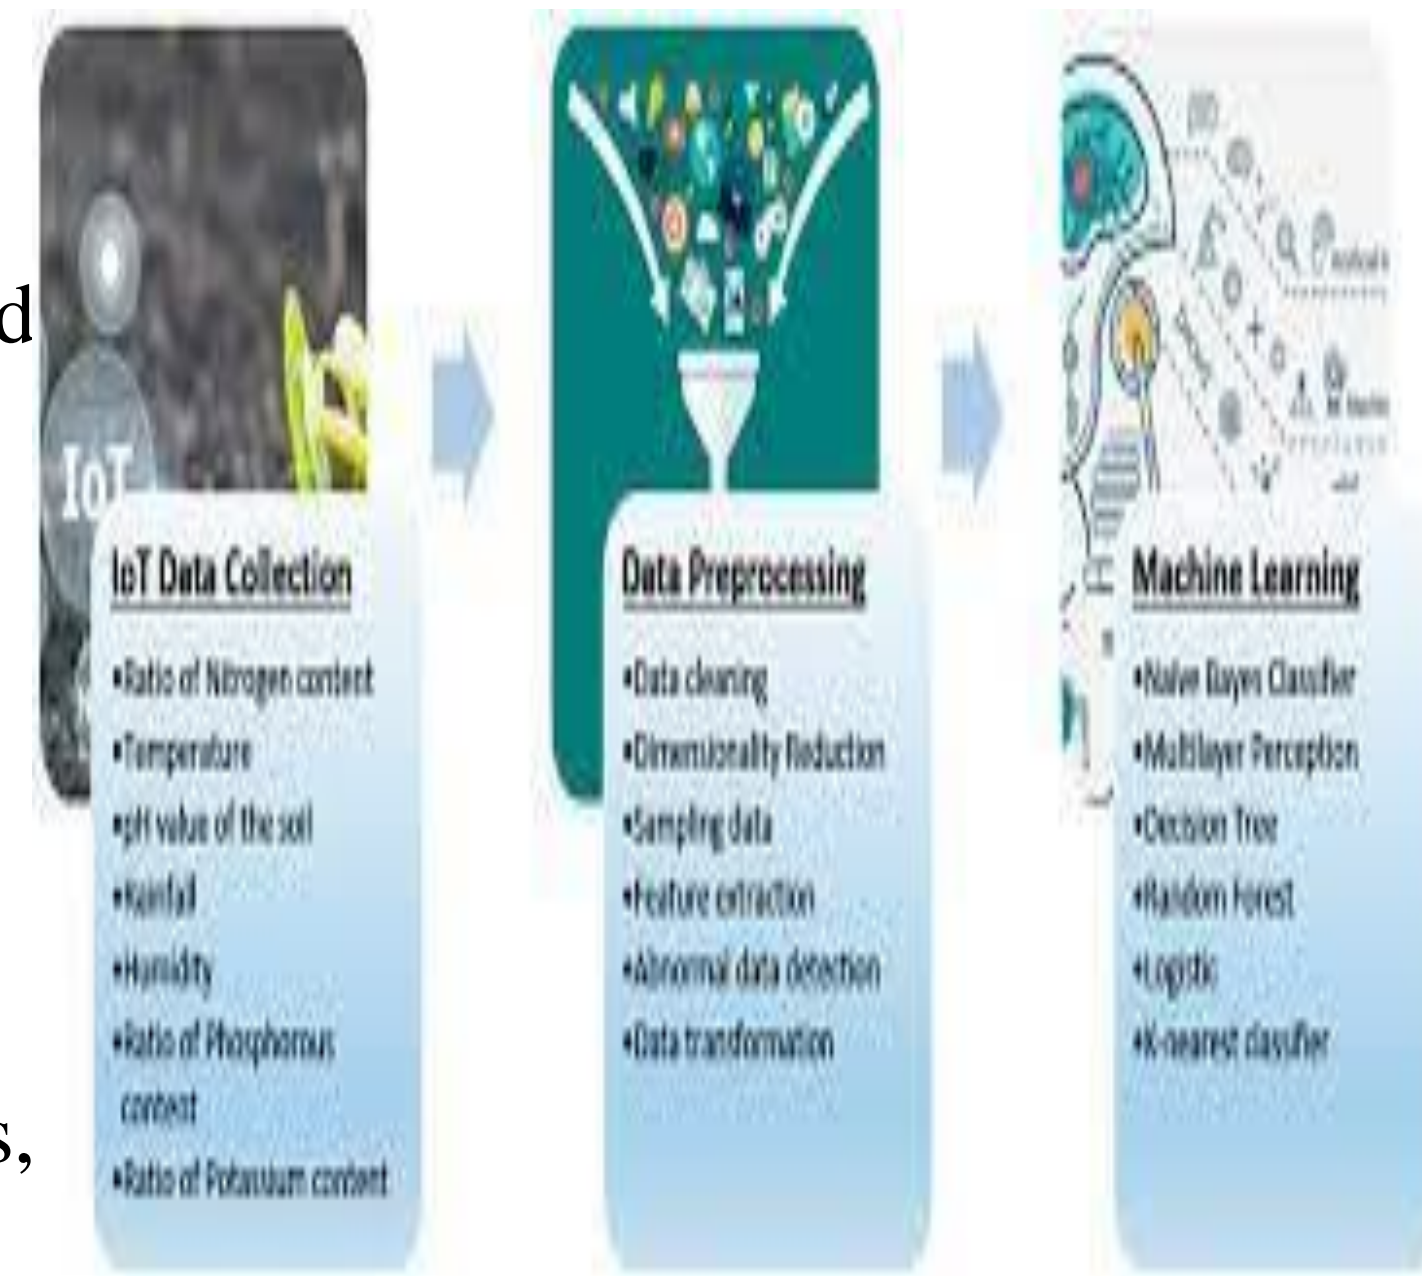 d
s,
IoT
IoT Data Collection
•Ratio of Nitrogen content
•Temperature
•pH value of the soil
•Rainfall
•Humidity
•Ratio of Phosphorous
content
•Ratio of Potassium content
Data Preprocessing
•Data cleaning
•Dimensionality Reduction
•Sampling data
•Feature extraction
•Abnormal data detection
•Data transformation
Machine Learning
•Naïve Bayes Classifier
•Multilayer Perception
•Decision Tree
•Random Forest
•Logistic
•K-nearest classifier